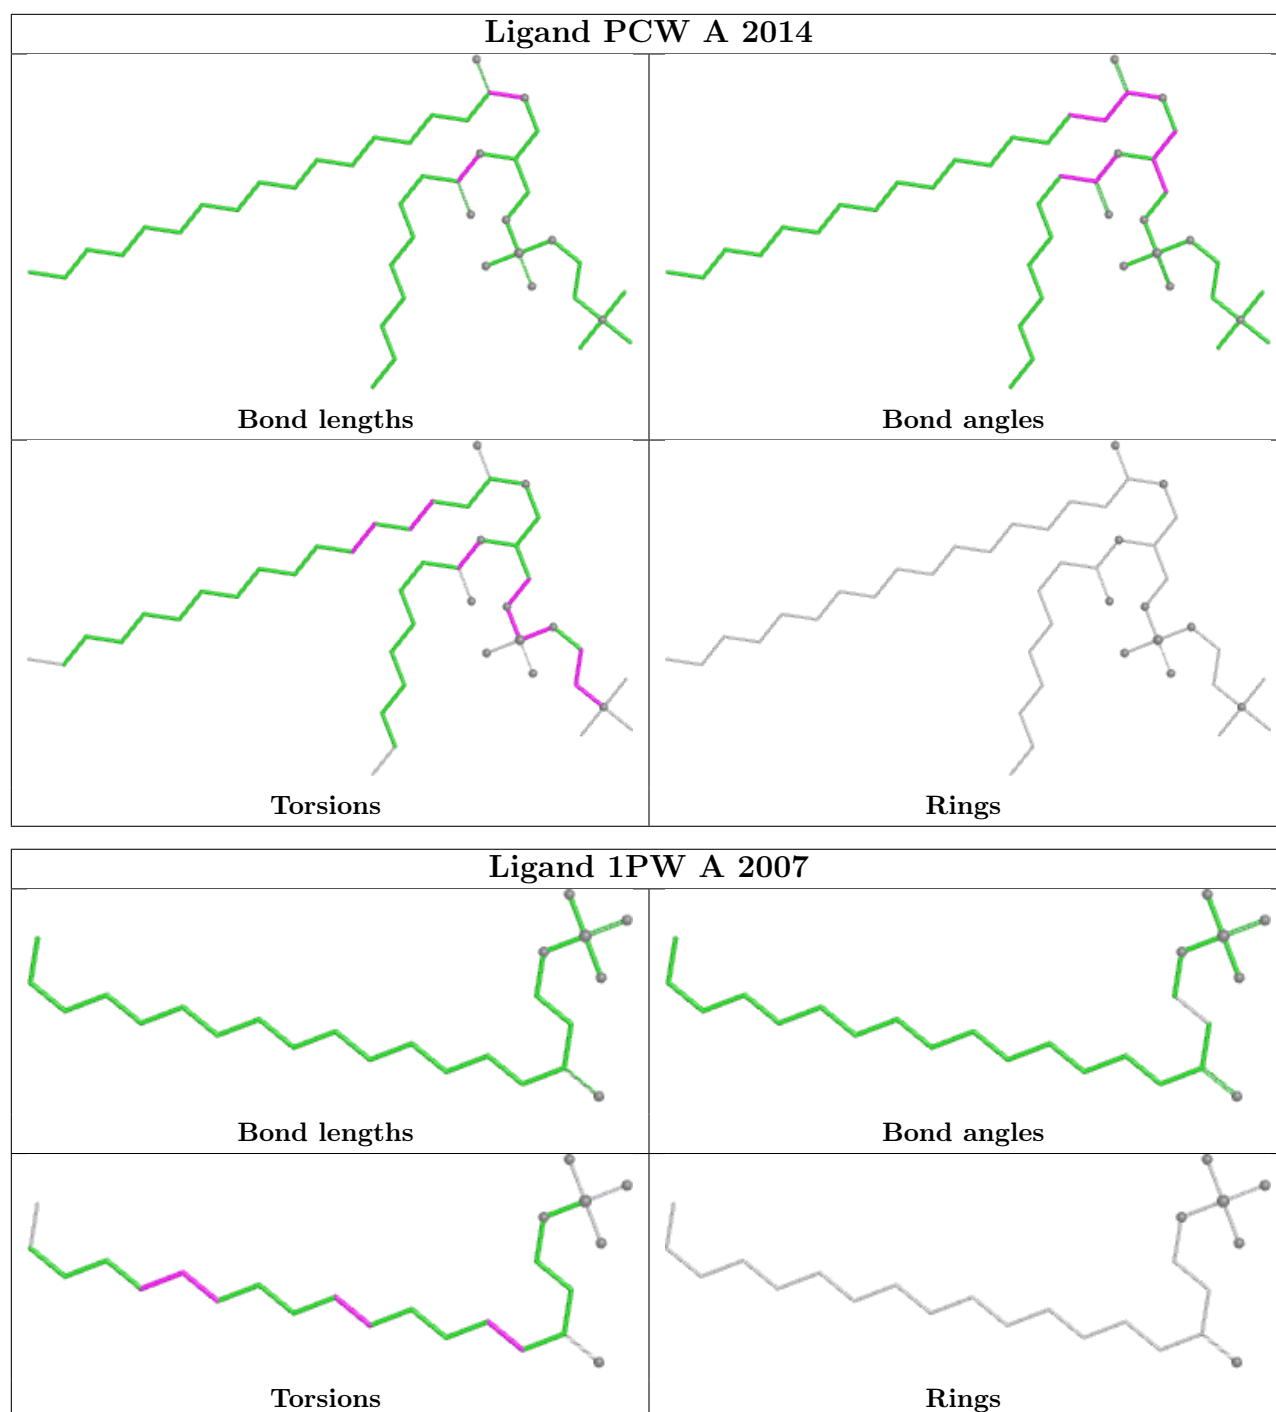 Ligand PCW A 2014
Bond lengths
Bond angles
Torsions
Rings
Ligand 1PW A 2007
Bond lengths
Bond angles
Torsions
Rings